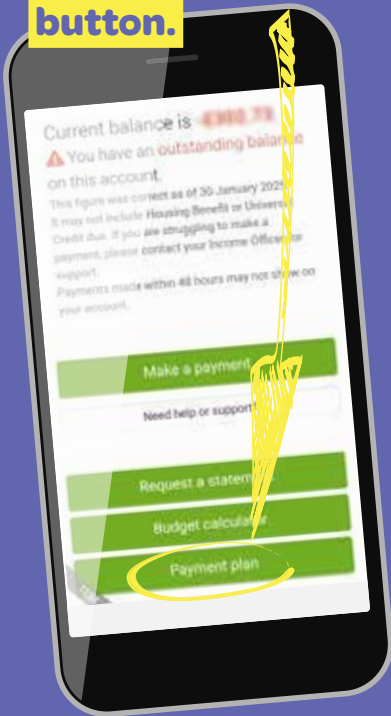 button.
Current balance is
You have an outstanding balance
on this account.
This figure was correct as of 30 January 2025.
It may not include Housing Benefit or Universal
Credit due. If you are struggling to make a
payment, please contact your Income Officer for
support.
Payments made within 48 hours may not show on
your account.
Make a payment
Need help or support?
Request a statement
Budget calculator
Payment plan